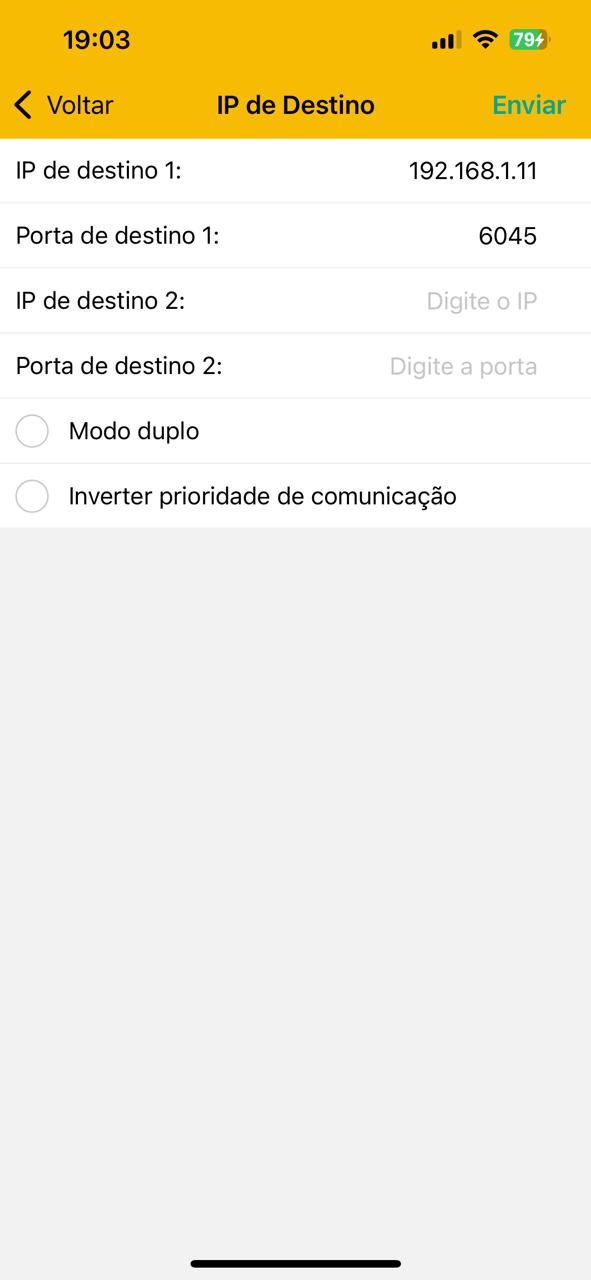 19:03
79
Voltar
IP de Destino
Enviar
IP de destino 1:
192.168.1.11
Porta de destino 1:
6045
IP de destino 2:
Digite o IP
Porta de destino 2:
Digite a porta
Modo duplo
Inverter prioridade de comunicação